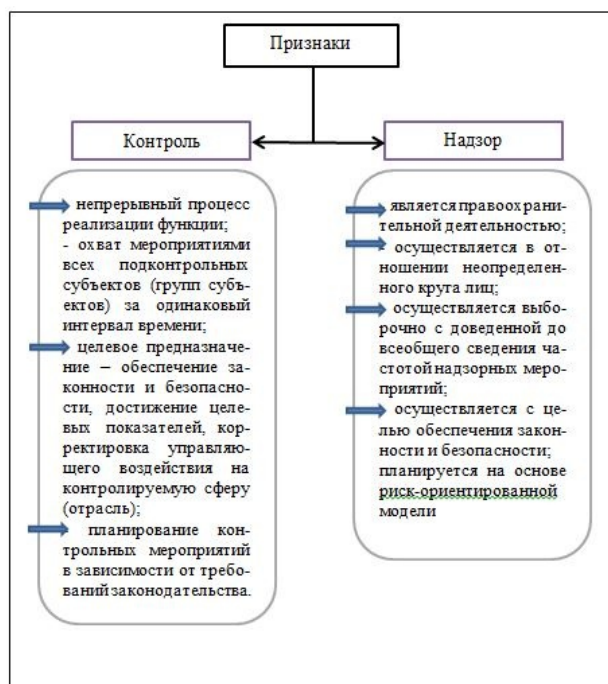 Признаки
Контроль
непрерывный процесс
реализации функции;
- охват мероприятиями
всех подконтрольных
субъектов (групп субъ-
ектов) за одинаковый
интервал времени;
целевое предназначе-
ние – обеспечение за-
конности и безопасно-
сти, достижение целе-
вых показателей, кор-
ректировка управляю-
щего воздействия на
контролируемую сферу
(отрасль);
планирование кон-
трольных мероприятий
в зависимости от требо-
ваний законодательства.
Надзор
является правоохрани-
тельной деятельностью;
осуществляется в от-
ношении неопределен-
ного круга лиц;
осуществляется выбо-
рочно с доведенной до
всеобщего сведения ча-
стотой надзорных меро-
приятий;
осуществляется с це-
лью обеспечения закон-
ности и безопасности;
планируется на основе
риск-ориентированной
модели